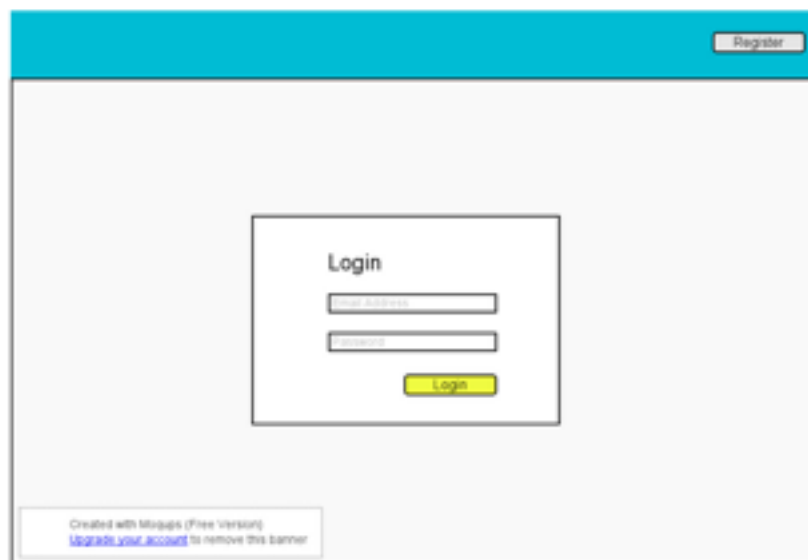 Register
Login
Email Address
Password
Login
Created with Moqups (Free Version)
Upgrade your account to remove this banner